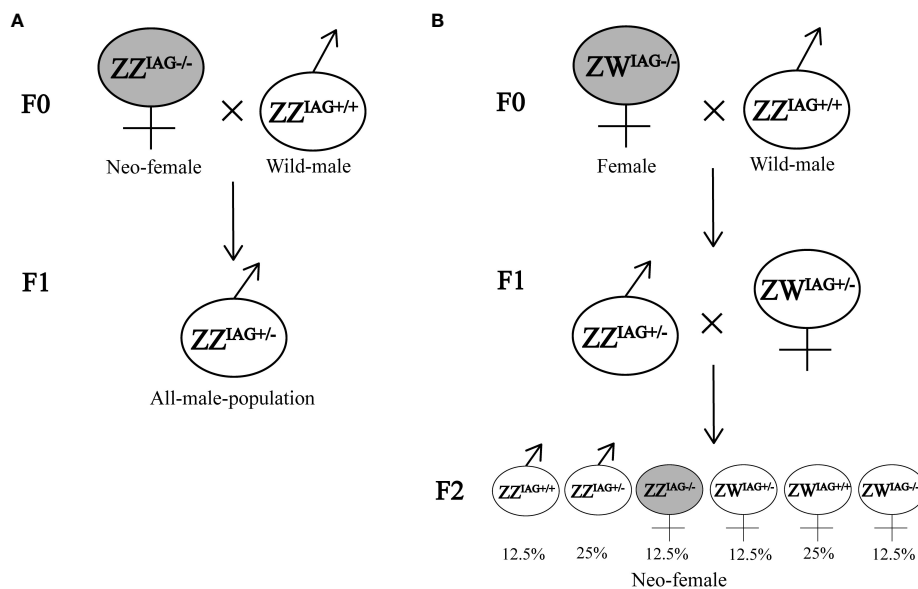 A
ZZIAG-/-
F0
×
ZZIAG+/+
Neo-female
Wild-male
F1
ZZIAG+/-
All-male-population
B
ZWIAG-/-
F0
×
ZZIAG+/+
Female
Wild-male
F1
ZZIAG+/-
×
ZWIAG+/-
F2
ZZIAG+/+ ZZIAG+/- ZZIAG-/- ZWIAG+/- ZWIAG+/+ ZWIAG-/-
12.5% 25% 12.5% 12.5% 25% 12.5%
Neo-female